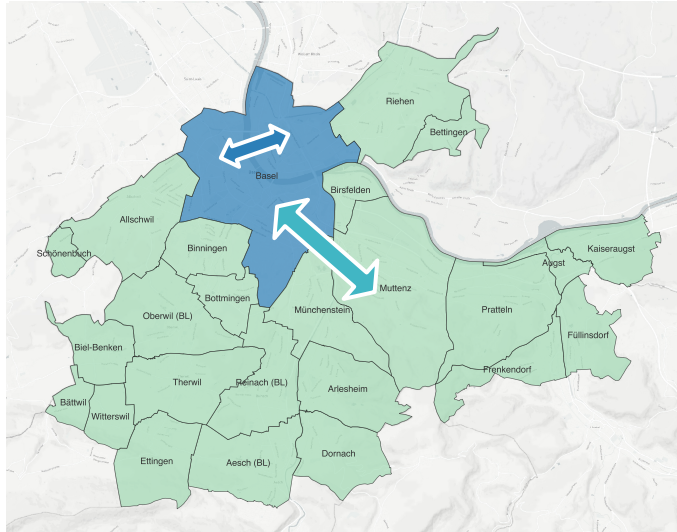 Riehen
Bettingen
Basel
Birsfelden
Allschwil
Schönenbuch
Binningen
Kaiseraugst
Augst
Muttenz
Bottmingen
Oberwil (BL)
Münchenstein
Pratteln
Füllinsdorf
Biel-Benken
Frenkendorf
Therwil
Reinach (BL)
Arlesheim
Bättwil
Witterswil
Ettingen
Aesch (BL)
Dornach